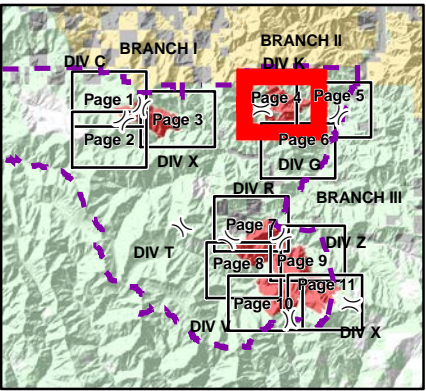 BRANCH I
BRANCH II
DIV C
DIV K
Page 1
Page 4
Page 5
Page 3
Page 2
Page 6
DIV X
DIV G
DIV R
BRANCH III
Page 7
DIV Z
DIV T
Page 8
Page 9
Page 11
Page 10
DIV V
DIV X